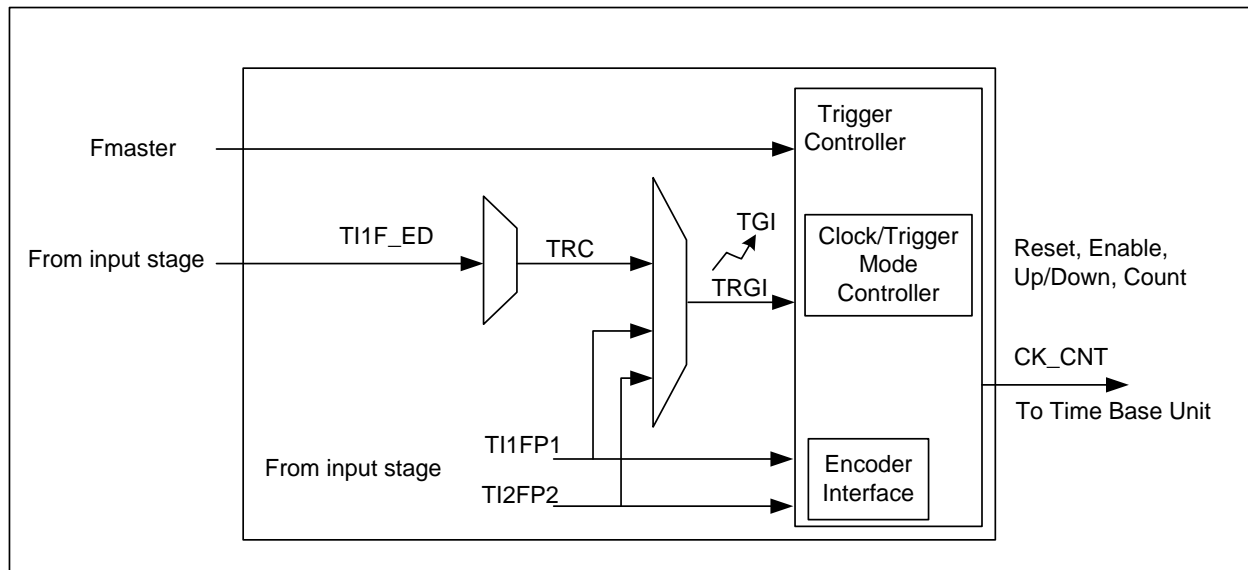 Trigger
Controller
Fmaster
TI1F_ED
TRC
TGI
TRGI
Clock/Trigger
Mode
Controller
From input stage
Reset, Enable,
Up/Down, Count
CK_CNT
To Time Base Unit
TI1FP1
From input stage
TI2FP2
Encoder
Interface